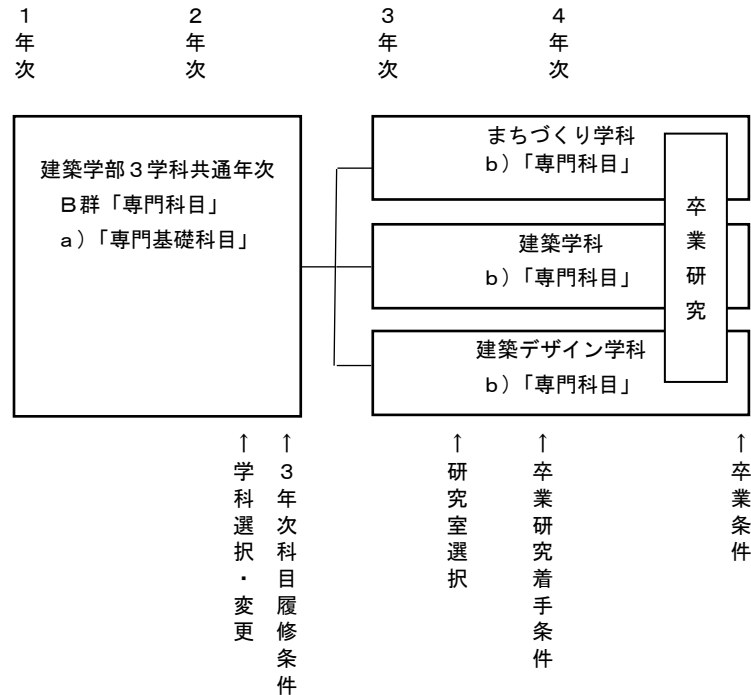 １年次
２年次
３年次
４年次
建築学部３学科共通年次
Ｂ群「専門科目」
ａ）「専門基礎科目」
まちづくり学科
ｂ）「専門科目」
建築学科
ｂ）「専門科目」
建築デザイン学科
ｂ）「専門科目」
卒業研究
↑学科選択・変更
↑３年次科目履修条件
↑研究室選択
↑卒業研究着手条件
↑卒業条件